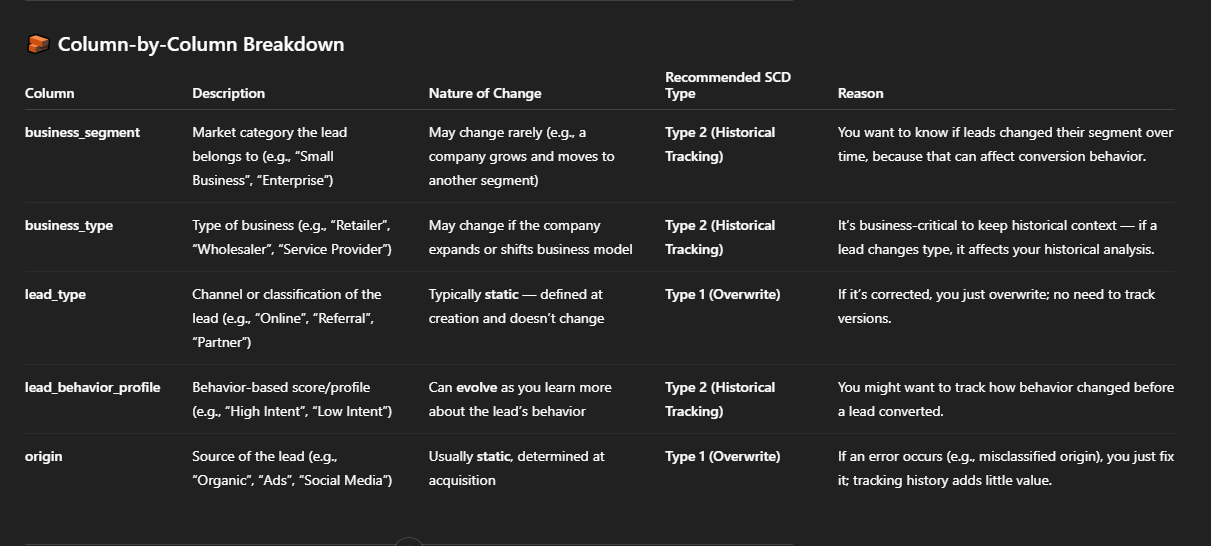 Column-by-Column Breakdown
Column Description Nature of Change Recommended SCD Type Reason
business_segment Market category the lead belongs to (e.g., “Small Business”, “Enterprise”) May change rarely (e.g., a company grows and moves to another segment) Type 2 (Historical Tracking) You want to know if leads changed their segment over time, because that can affect conversion behavior.
business_type Type of business (e.g., “Retailer”, “Wholesaler”, “Service Provider”) May change if the company expands or shifts business model Type 2 (Historical Tracking) It’s business-critical to keep historical context — if a lead changes type, it affects your historical analysis.
lead_type Channel or classification of the lead (e.g., “Online”, “Referral”, “Partner”) Typically static — defined at creation and doesn’t change Type 1 (Overwrite) If it’s corrected, you just overwrite; no need to track versions.
lead_behavior_profile Behavior-based score/profile (e.g., “High Intent”, “Low Intent”) Can evolve as you learn more about the lead’s behavior Type 2 (Historical Tracking) You might want to track how behavior changed before a lead converted.
origin Source of the lead (e.g., “Organic”, “Ads”, “Social Media”) Usually static, determined at acquisition Type 1 (Overwrite) If an error occurs (e.g., misclassified origin), you just fix it; tracking history adds little value.